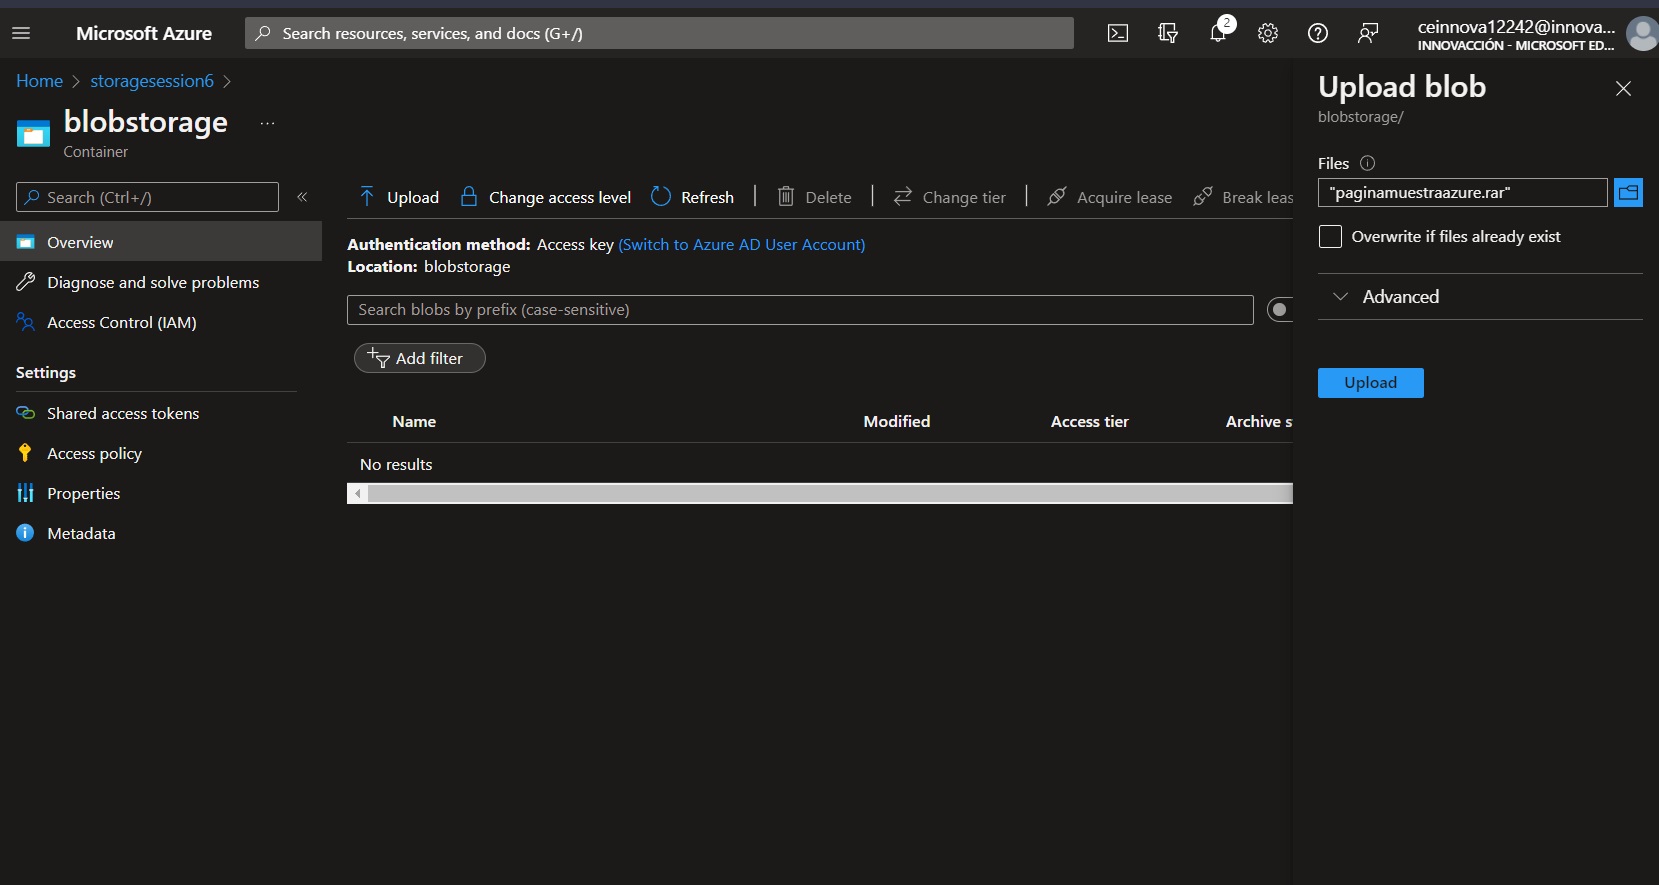 Microsoft Azure
Search resources, services, and docs (G+/)
2
ceinnova12242@innova...
INNOVACCIÓN - MICROSOFT ED...
Home > storagesession6 >
blobstorage ...
Container
Search (Ctrl+/)
«
Overview
Diagnose and solve problems
Access Control (IAM)
Settings
Shared access tokens
Access policy
Properties
Metadata
Upload Change access level Refresh | Delete | Change tier | Acquire lease Break leas
Authentication method: Access key (Switch to Azure AD User Account)
Location: blobstorage
Search blobs by prefix (case-sensitive)
Add filter
Name Modified Access tier Archive s
No results
Upload blob
blobstorage/
Files
"paginamuestraazure.rar"
Overwrite if files already exist
Advanced
Upload